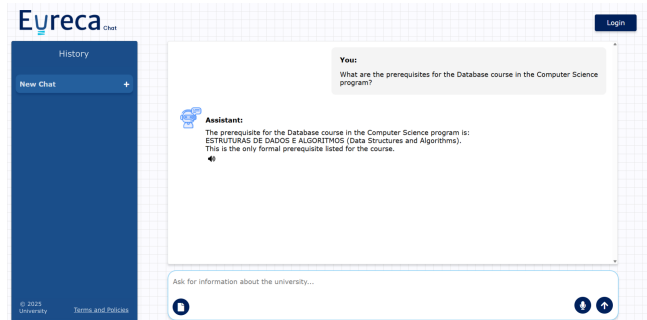 Eureca Chat
Login
History
New Chat +
You:
What are the prerequisites for the Database course in the Computer Science
program?
Assistant:
The prerequisite for the Database course in the Computer Science program is:
ESTRUTURAS DE DADOS E ALGORITMOS (Data Structures and Algorithms).
This is the only formal prerequisite listed for the course.
Ask for information about the university...
© 2025
University
Terms and Policies